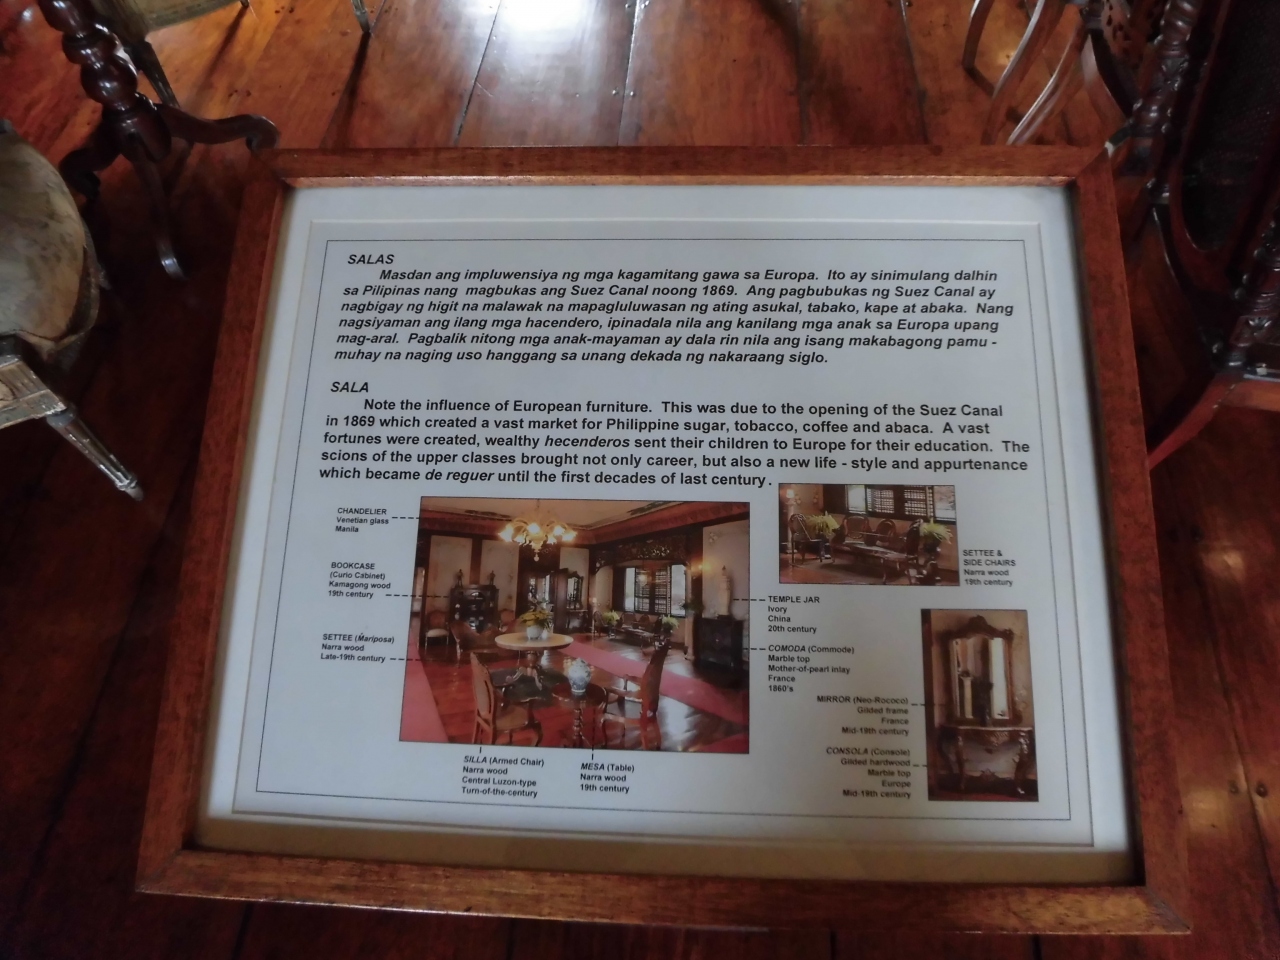 SALAS
Masdan ang impluwensiya ng mga kagamitang gawa sa Europa. Ito ay sinimulang dalhin
sa Pilipinas nang magbukas ang Suez Canal noong 1869. Ang pagbubukas ng Suez Canal ay
nagbigay ng higit na malawak na mapagluluwasan ng ating asukal, tabako, kape at abaka. Nang
nagsiyaman ang ilang mga hacendero, ipinadala nila ang kanilang mga anak sa Europa upang
mag-aral. Pagbalik nitong mga anak-mayaman ay dala rin nila ang isang makabagong pamu -
muhay na naging uso hanggang sa unang dekada ng nakaraang siglo.
SALA
Note the influence of European furniture. This was due to the opening of the Suez Canal
in 1869 which created a vast market for Philippine sugar, tobacco, coffee and abaca. A vast
fortunes were created, wealthy hecenderos sent their children to Europe for their education. The
scions of the upper classes brought not only career, but also a new life - style and appurtenance
which became de reguer until the first decades of last century.
CHANDELIER
Venetian glass
Manila
BOOKCASE
(Curio Cabinet)
Kamagong wood
19th century
SETTEE (Mariposa)
Narra wood
Late-19th century
SILLA (Armed Chair)
Narra wood
Central Luzon-type
Turn-of-the-century
MESA (Table)
Narra wood
19th century
SETTEE &
SIDE CHAIRS
Narra wood
19th century
TEMPLE JAR
Ivory
China
20th century
COMODA (Commode)
Marble top
Mother-of-pearl inlay
France
1860's
MIRROR (Neo-Rococo)
Gilded frame
France
Mid-19th century
CONSOLA (Console)
Gilded hardwood
Marble top
Europe
Mid-19th century